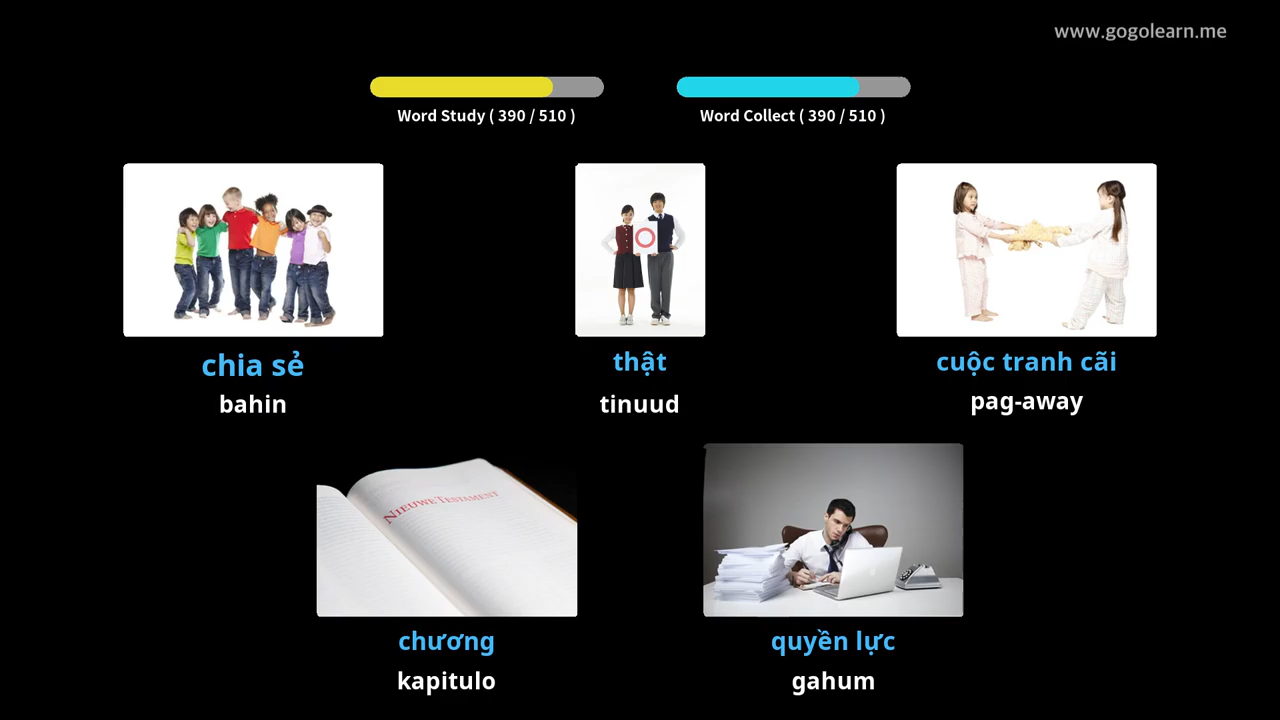 www.gogolearn.me
Word Study ( 390 / 510 )
Word Collect ( 390 / 510 )
chia sẻ
bahin
thật
tinuud
cuộc tranh cãi
pag-away
NIEUWE TESTAMENT
chương
kapitulo
quyền lực
gahum